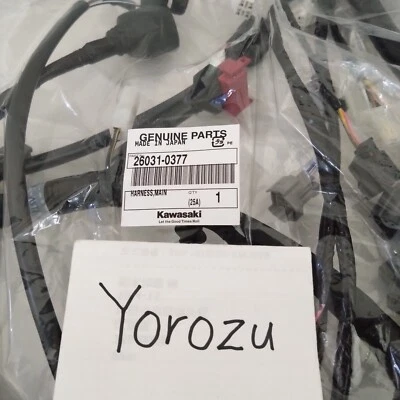 GENUINE PARTS
MADE IN JAPAN
PE
26031-0377
HARNESS,MAIN
QTY
(25A)
1
Kawasaki
Let the Good Times Roll.
Yorozu